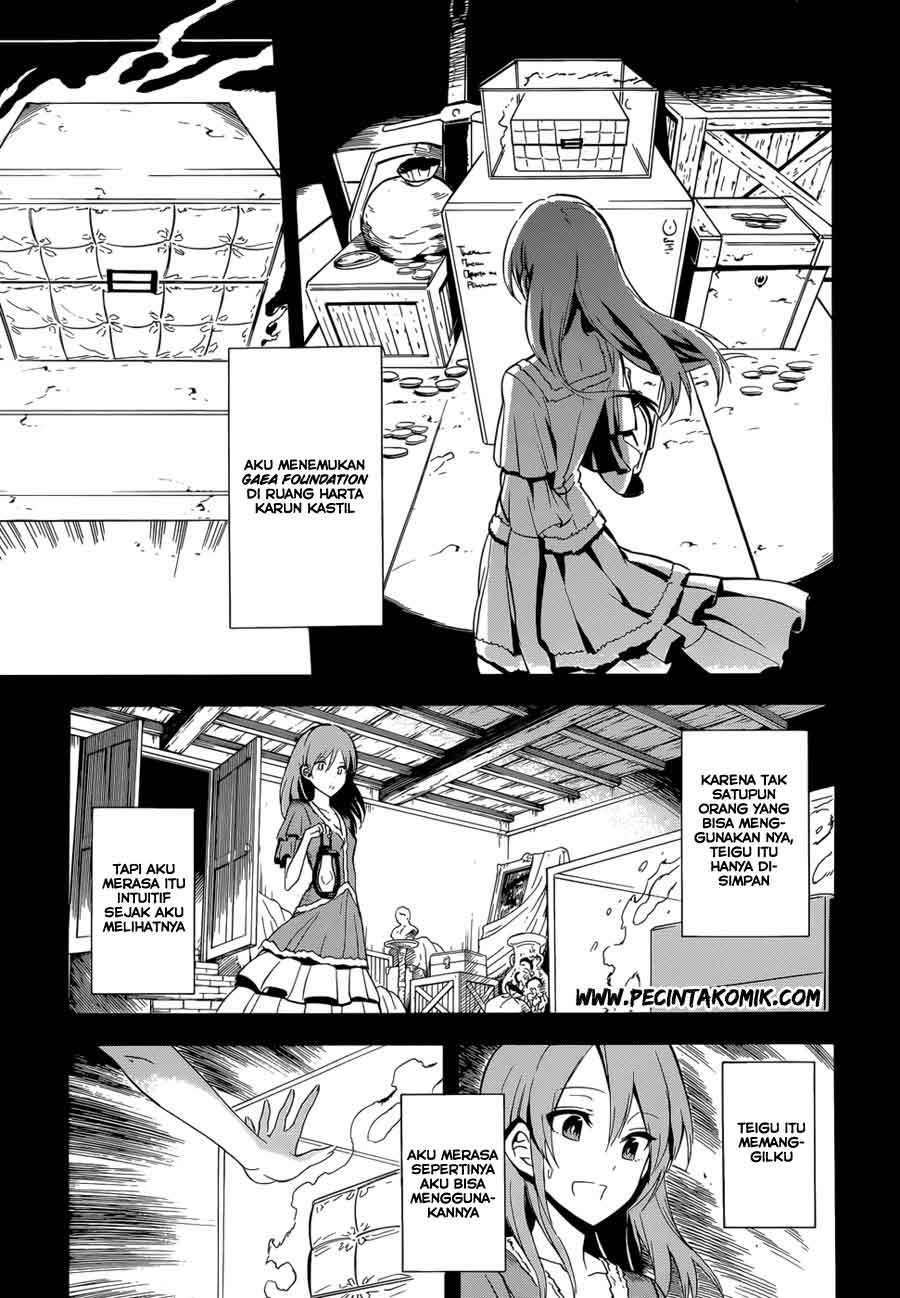 AKU MENEMUKAN
GAEA FOUNDATION
DI RUANG HARTA
KARUN KASTIL
KARENA TAK
SATUPUN
ORANG YANG
BISA MENG-
GUNAKAN NYA,
TEIGU ITU
HANYA DI-
SIMPAN
TAPI AKU
MERASA ITU
INTUITIF
SEJAK AKU
MELIHATNYA
WWW.PECINTAKOMIK.COM
TEIGU ITU
MEMANG-
GILKU
AKU MERASA
SEPERTINYA
AKU BISA
MENGGUNA-
KANNYA